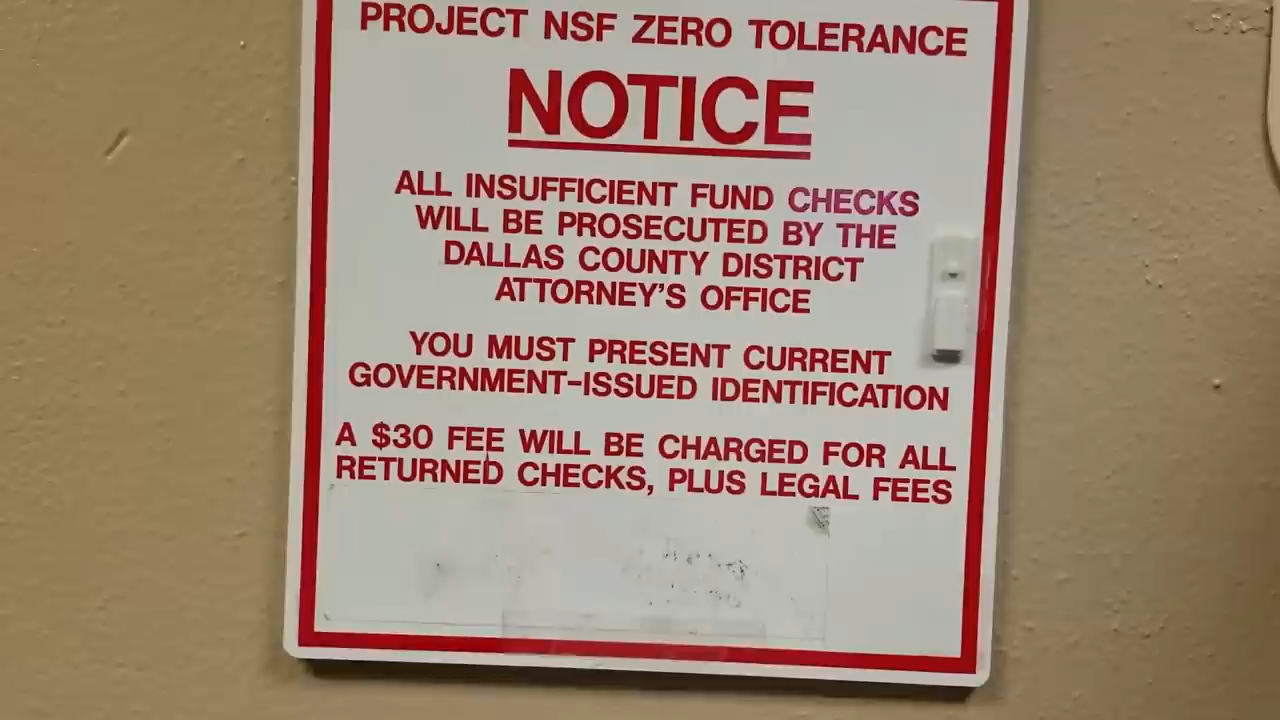 PROJECT NSF ZERO TOLERANCE
NOTICE
ALL INSUFFICIENT FUND CHECKS
WILL BE PROSECUTED BY THE
DALLAS COUNTY DISTRICT
ATTORNEY'S OFFICE
YOU MUST PRESENT CURRENT
GOVERNMENT-ISSUED IDENTIFICATION
A $30 FEE WILL BE CHARGED FOR ALL
RETURNED CHECKS, PLUS LEGAL FEES